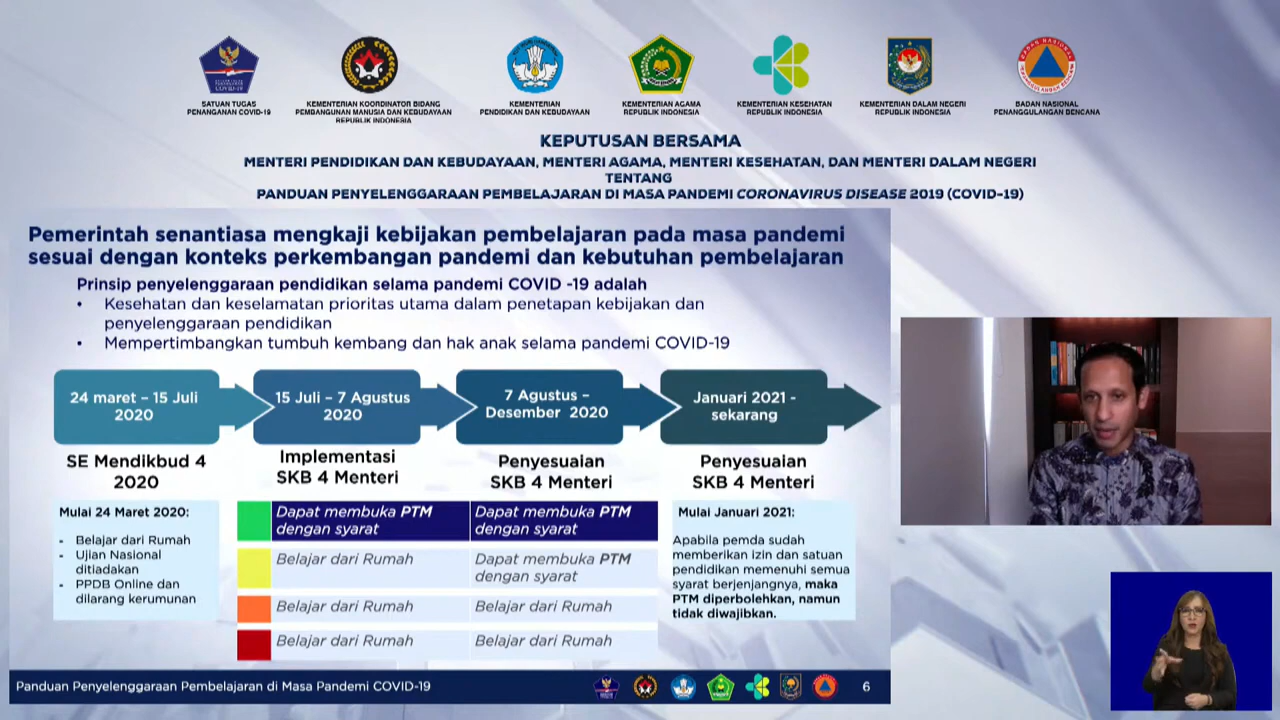 SATUAN TUGAS
PENANGANAN COVID-19
KEMENTERIAN KOORDINATOR BIDANG
PEMBANGUNAN MANUSIA DAN KEBUDAYAAN
REPUBLIK INDONESIA
KEMENTERIAN
PENDIDIKAN DAN KEBUDAYAAN
KEMENTERIAN AGAMA
REPUBLIK INDONESIA
KEMENTERIAN KESEHATAN
REPUBLIK INDONESIA
KEMENTERIAN DALAM NEGERI
REPUBLIK INDONESIA
BADAN NASIONAL
PENANGGULANGAN BENCANA
KEPUTUSAN BERSAMA
MENTERI PENDIDIKAN DAN KEBUDAYAAN, MENTERI AGAMA, MENTERI KESEHATAN, DAN MENTERI DALAM NEGERI
TENTANG
PANDUAN PENYELENGGARAAN PEMBELAJARAN DI MASA PANDEMI CORONAVIRUS DISEASE 2019 (COVID-19)
Pemerintah senantiasa mengkaji kebijakan pembelajaran pada masa pandemi
sesuai dengan konteks perkembangan pandemi dan kebutuhan pembelajaran
Prinsip penyelenggaraan pendidikan selama pandemi COVID -19 adalah
• Kesehatan dan keselamatan prioritas utama dalam penetapan kebijakan dan
penyelenggaraan pendidikan
• Mempertimbangkan tumbuh kembang dan hak anak selama pandemi COVID-19
24 maret – 15 Juli
2020
15 Juli – 7 Agustus
2020
7 Agustus –
Desember 2020
Januari 2021 -
sekarang
SE Mendikbud 4
2020
Implementasi
SKB 4 Menteri
Penyesuaian
SKB 4 Menteri
Penyesuaian
SKB 4 Menteri
Mulai 24 Maret 2020:
- Belajar dari Rumah
- Ujian Nasional
ditiadakan
- PPDB Online dan
dilarang kerumunan
Dapat membuka PTM
dengan syarat
Dapat membuka PTM
dengan syarat
Belajar dari Rumah
Dapat membuka PTM
dengan syarat
Belajar dari Rumah
Belajar dari Rumah
Belajar dari Rumah
Belajar dari Rumah
Mulai Januari 2021:
Apabila pemda sudah
memberikan izin dan satuan
pendidikan memenuhi semua
syarat berjenjangnya, maka
PTM diperbolehkan, namun
tidak diwajibkan.
Panduan Penyelenggaraan Pembelajaran di Masa Pandemi COVID-19
6